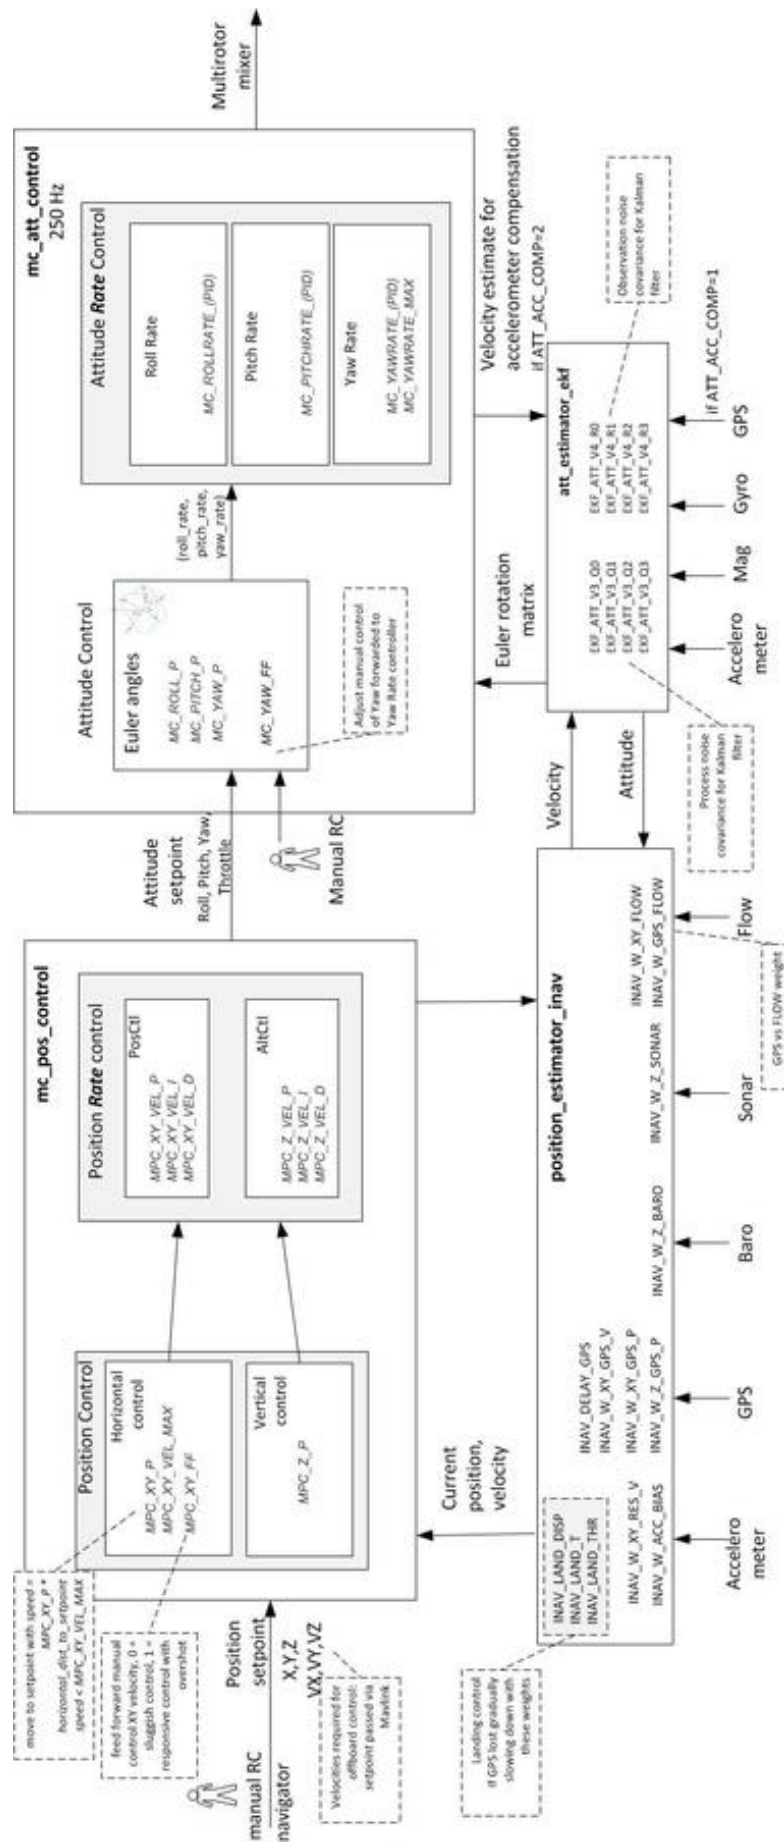 move to setpoint with speed =
MPC_XY_P *
horizontal_dist_to_setpoint
speed < MPC_XY_VEL_MAX
feed forward manual
control XY velocity, 0 =
sluggish control, 1 =
responsive control with
overshot
manual RC
navigator
Position
setpoint
X,Y,Z
VX,VY,VZ
Velocities required for
offboard control:
setpoint passed via
Mavlink
mc_pos_control
Position Control
Horizontal
control
MPC_XY_P
MPC_XY_VEL_MAX
MPC_XY_FF
Vertical
control
MPC_Z_P
Position Rate control
PosCtl
MPC_XY_VEL_P
MPC_XY_VEL_I
MPC_XY_VEL_D
AltCtl
MPC_Z_VEL_P
MPC_Z_VEL_I
MPC_Z_VEL_D
Attitude
setpoint
Roll, Pitch, Yaw,
Throttle
Manual RC
mc_att_control
250 Hz
Attitude Control
Euler angles
MC_ROLL_P
MC_PITCH_P
MC_YAW_P
MC_YAW_FF
Adjust manual control
of Yaw forwarded to
Yaw Rate controller
(roll_rate,
pitch_rate,
yaw_rate)
Attitude Rate Control
Roll Rate
MC_ROLLRATE_(PID)
Pitch Rate
MC_PITCHRATE_(PID)
Yaw Rate
MC_YAWRATE_(PID)
MC_YAWRATE_MAX
Multirotor
mixer
Current
position,
velocity
Landing control
If GPS lost gradually
slowing down with
these weights
position_estimator_inav
INAV_LAND_DISP
INAV_LAND_T
INAV_LAND_THR
INAV_W_XY_RES_V
INAV_W_ACC_BIAS
INAV_DELAY_GPS
INAV_W_XY_GPS_V
INAV_W_XY_GPS_P
INAV_W_Z_GPS_P
INAV_W_Z_BARO
INAV_W_Z_SONAR
INAV_W_XY_FLOW
INAV_W_GPS_FLOW
Accelero
meter
GPS
Baro
Sonar
Flow
GPS vs FLOW weight
Velocity
Attitude
Euler rotation
matrix
Velocity estimate for
accelerometer compensation
if ATT_ACC_COMP=2
att_estimator_ekf
EKF_ATT_V3_Q0
EKF_ATT_V3_Q1
EKF_ATT_V3_Q2
EKF_ATT_V3_Q3
EKF_ATT_V4_R0
EKF_ATT_V4_R1
EKF_ATT_V4_R2
EKF_ATT_V4_R3
Process noise
covariance for Kalman
filter
Observation noise
covariance for Kalman
filter
Accelero
meter
Mag
Gyro
GPS
if ATT_ACC_COMP=1